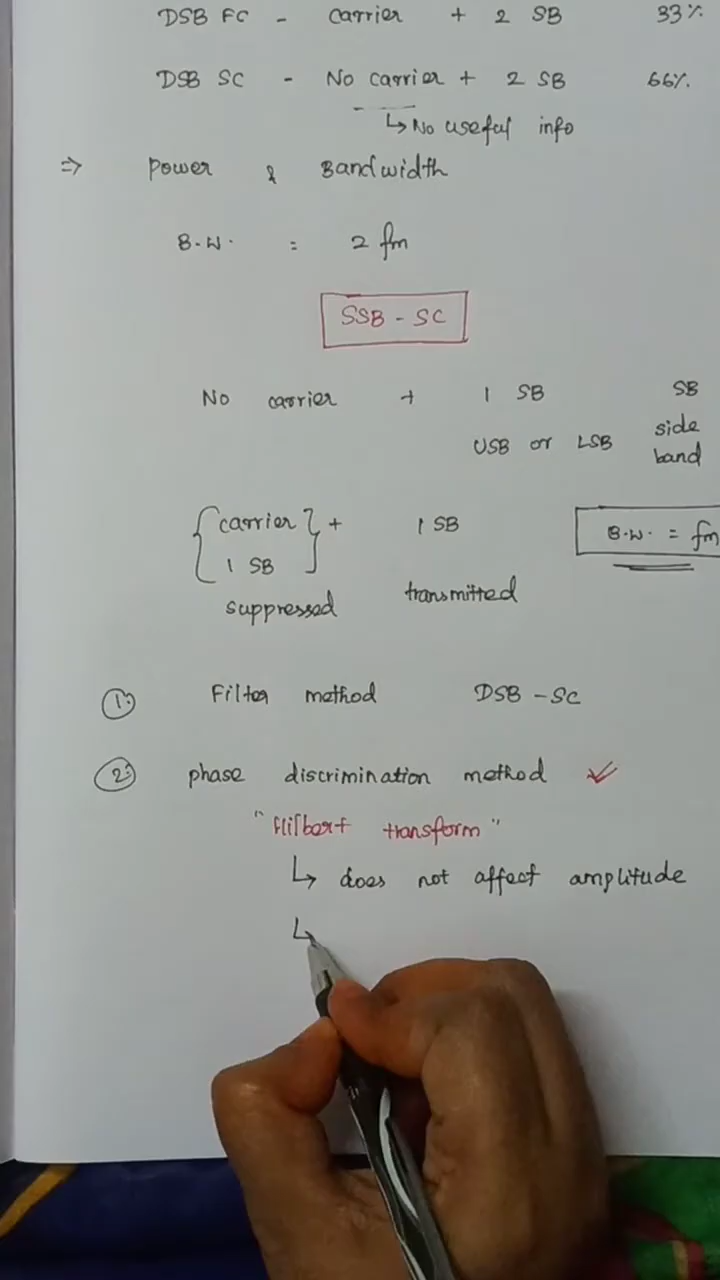 DSB FC - carrier + 2 SB 33%
DSB SC - No carrier + 2 SB 66%.
↳ No useful info
⇒ power & Bandwidth
B.W. = 2 fm
SSB - SC
No carrier + 1 SB SB
USB or LSB side band
{carrier} + 1 SB B.W. = fm
1 SB
suppressed transmitted
1. Filter method DSB - SC
2. phase discrimination method ✓
"Hilbert transform"
↳ does not affect amplitude
↳